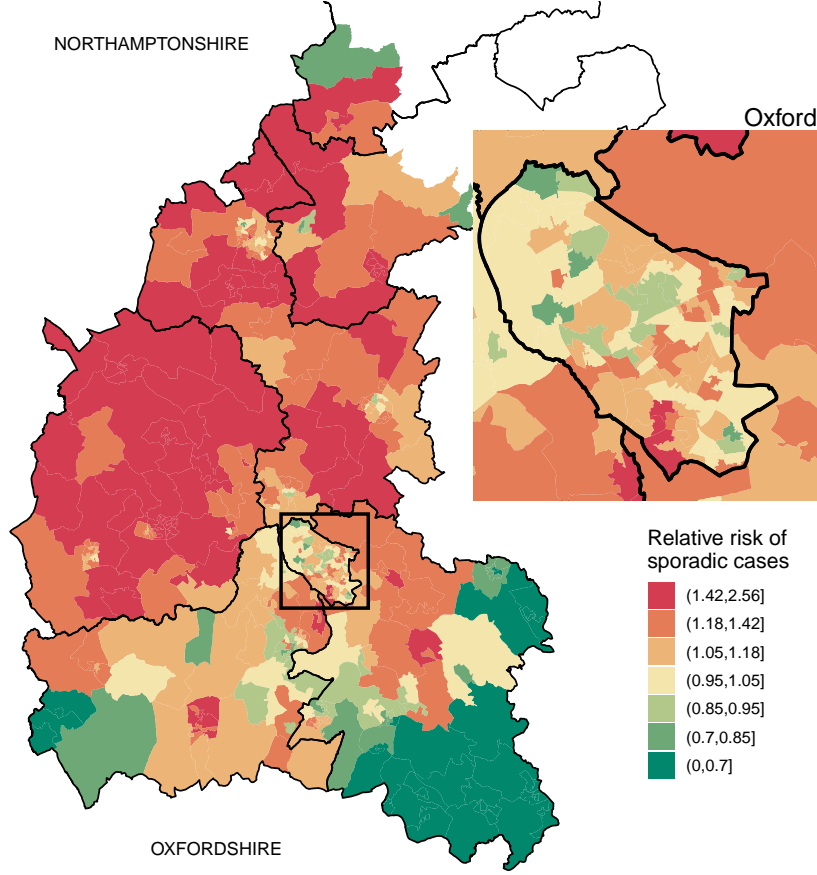 NORTHAMPTONSHIRE
Oxford
Relative risk of
sporadic cases
(1.42,2.56]
(1.18,1.42]
(1.05,1.18]
(0.95,1.05]
(0.85,0.95]
(0.7,0.85]
(0,0.7]
OXFORDSHIRE